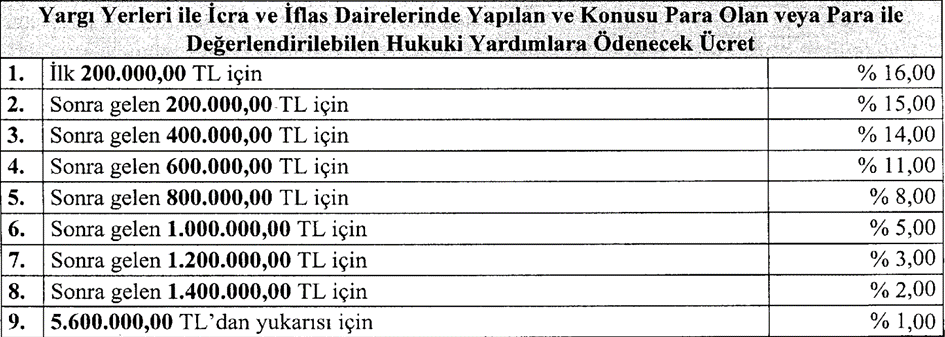 Yargı Yerleri ile İcra ve İflas Dairelerinde Yapılan ve Konusu Para Olan veya Para ile
Değerlendirilebilen Hukuki Yardımlara Ödenecek Ücret
1. İlk 200.000,00 TL için % 16,00
2. Sonra gelen 200.000,00 TL için % 15,00
3. Sonra gelen 400.000,00 TL için % 14,00
4. Sonra gelen 600.000,00 TL için % 11,00
5. Sonra gelen 800.000,00 TL için % 8,00
6. Sonra gelen 1.000.000,00 TL için % 5,00
7. Sonra gelen 1.200.000,00 TL için % 3,00
8. Sonra gelen 1.400.000,00 TL için % 2,00
9. 5.600.000,00 TL'dan yukarısı için % 1,00